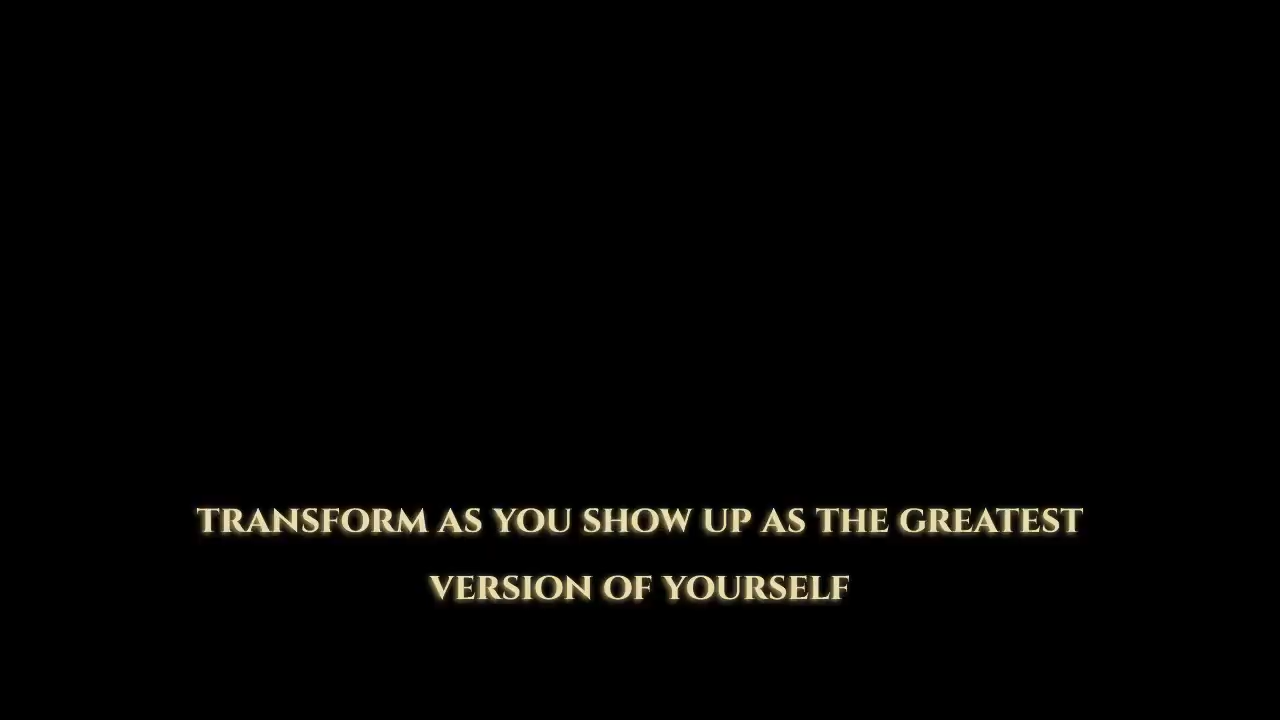 TRANSFORM AS YOU SHOW UP AS THE GREATEST
VERSION OF YOURSELF